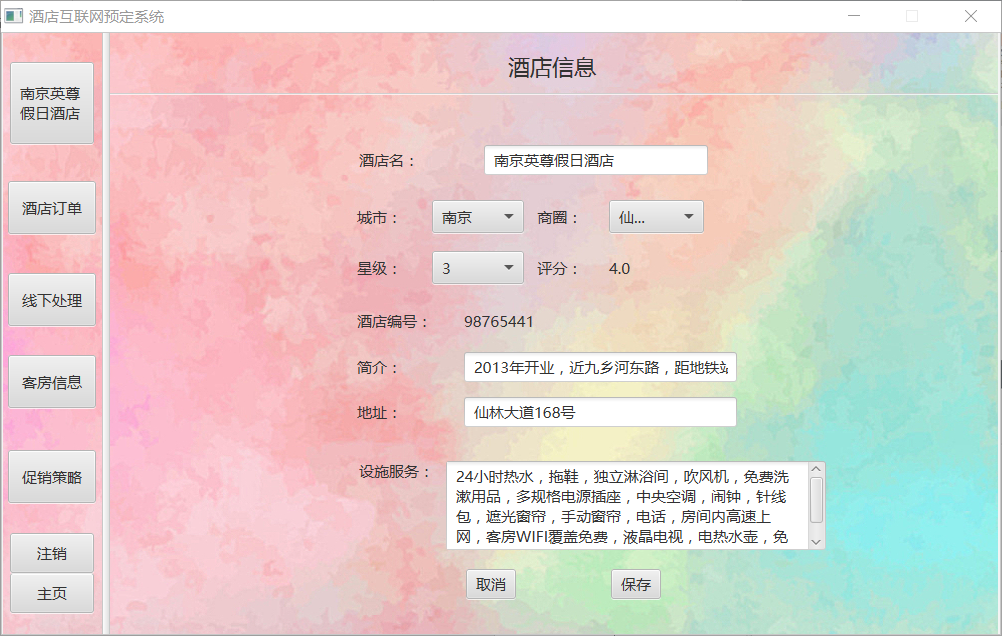 酒店互联网预定系统
南京英尊
假日酒店
酒店订单
线下处理
客房信息
促销策略
注销
主页
酒店信息
酒店名： 南京英尊假日酒店
城市： 南京 商圈： 仙...
星级： 3 评分： 4.0
酒店编号： 98765441
简介： 2013年开业，近九乡河东路，距地铁
地址： 仙林大道168号
设施服务： 24小时热水，拖鞋，独立淋浴间，吹风机，免费洗
漱用品，多规格电源插座，中央空调，闹钟，针线
包，遮光窗帘，手动窗帘，电话，房间内高速上
网，客房WIFI覆盖免费，液晶电视，电热水壶，免
取消 保存